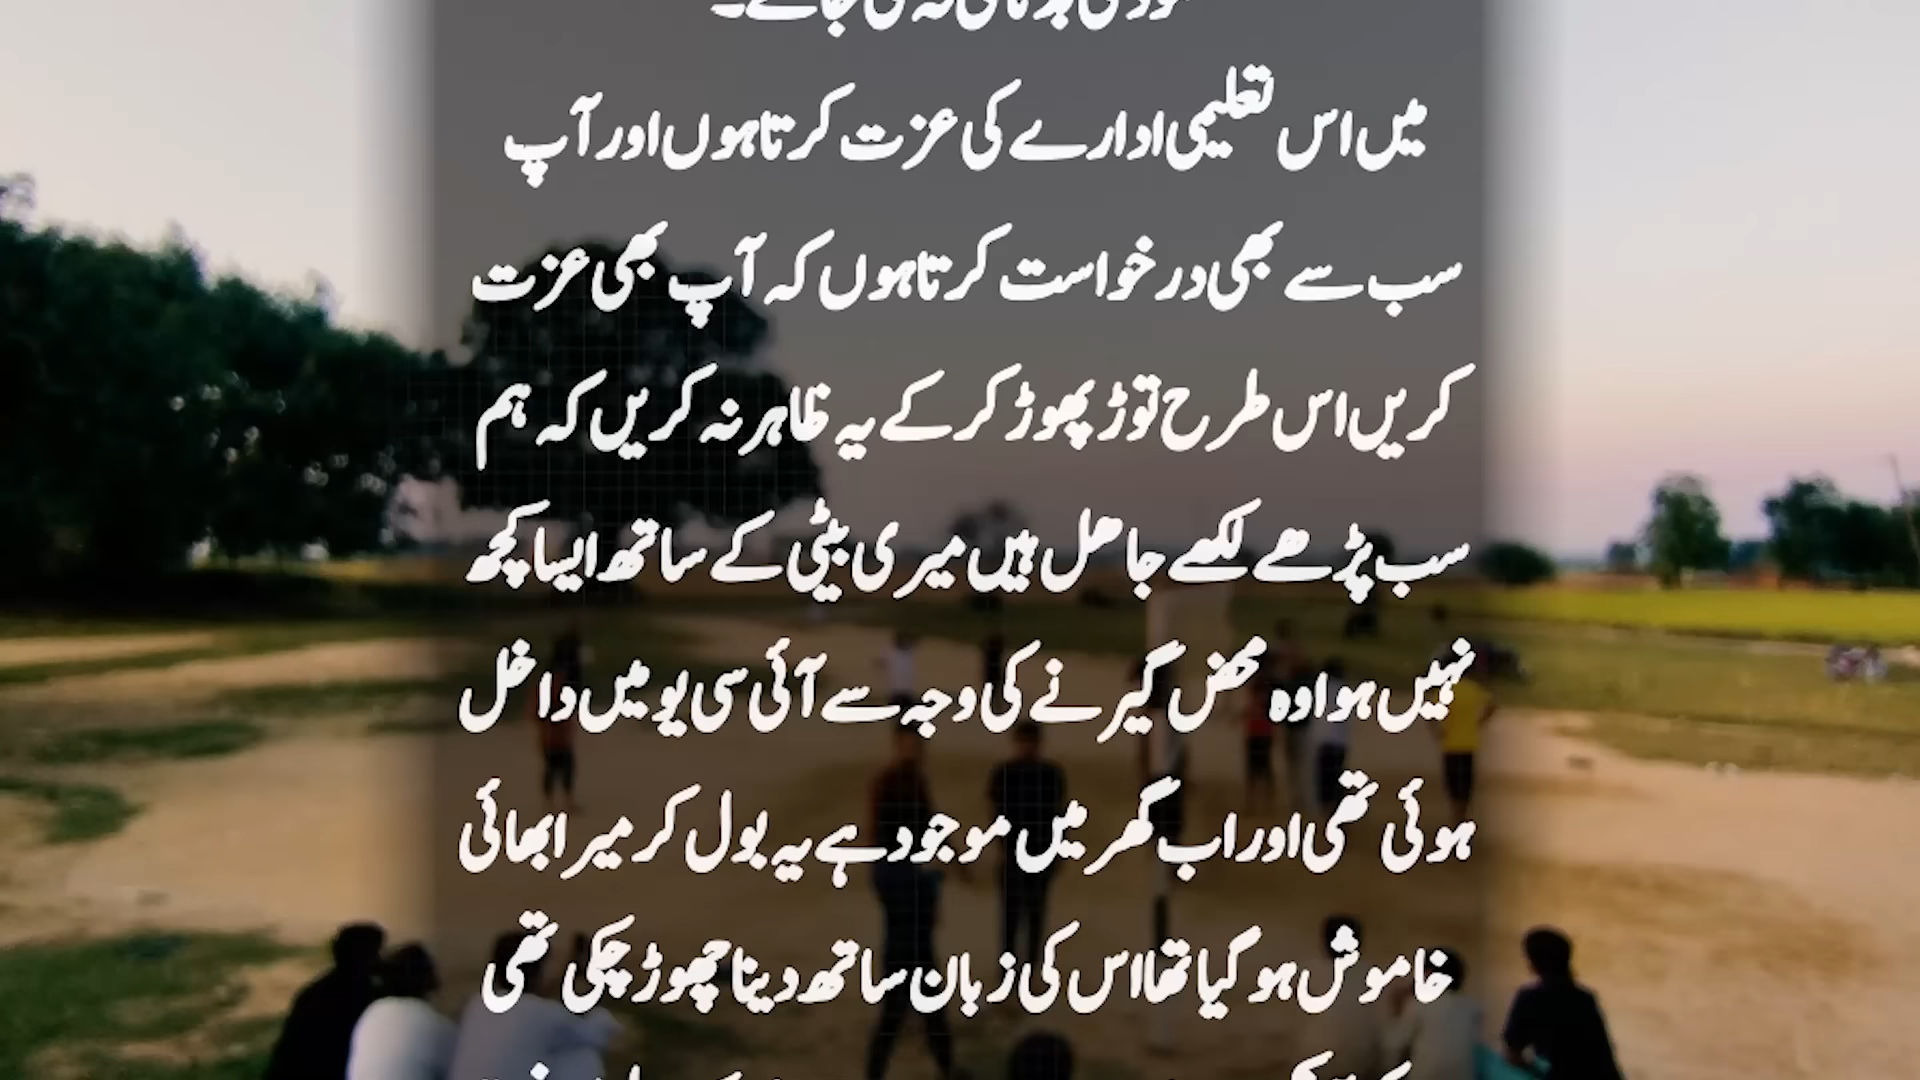 نہ کی جائے۔
میں اس تعلیمی ادارے کی عزت کرتا ہوں اور آپ
سب سے بھی درخواست کرتا ہوں کہ آپ بھی عزت
کریں اس طرح توڑ پھوڑ کر کے یہ ظاہر نہ کریں کہ ہم
سب پڑھے لکھے جاھل ہیں میری بیٹی کے ساتھ ایسا کچھ
نہیں ہوا وہ محض گیرنے کی وجہ سے آئی سی یو میں داخل
ہوئی تھی اور اب گھر میں موجود ہے یہ بول کر میرا بھائی
خاموش ہو گیا تھا اس کی زبان ساتھ دینا چھوڑ چکی تھی